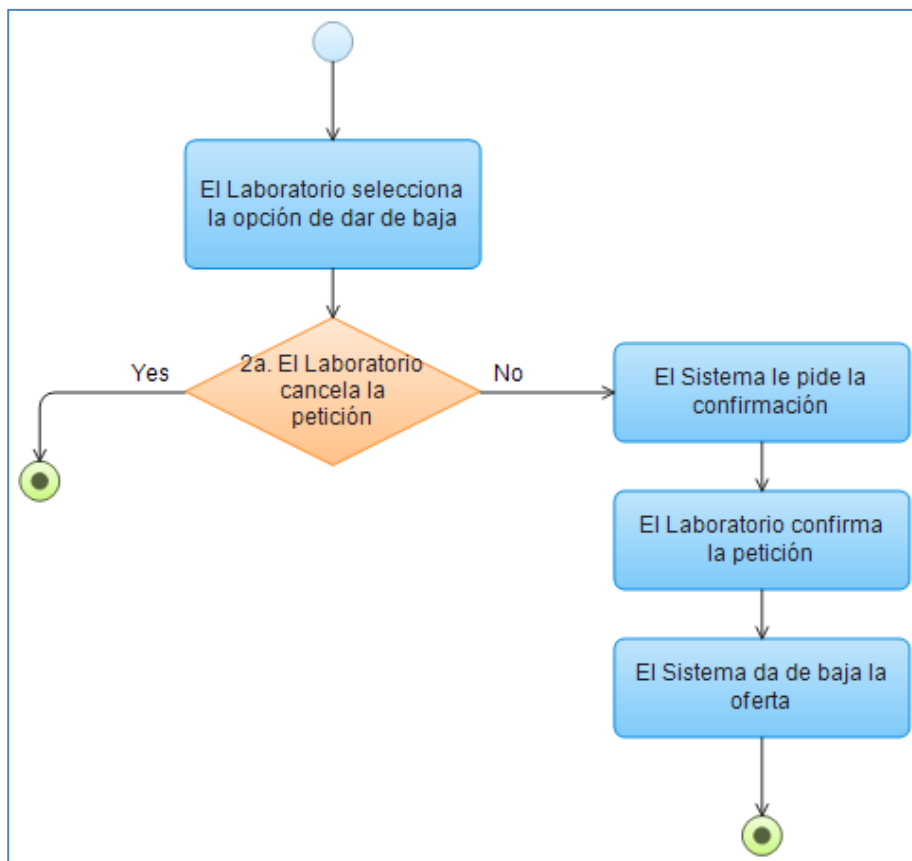 El Laboratorio selecciona
la opción de dar de baja
2a. El Laboratorio
cancela la
petición
Yes
No
El Sistema le pide la
confirmación
El Laboratorio confirma
la petición
El Sistema da de baja la
oferta